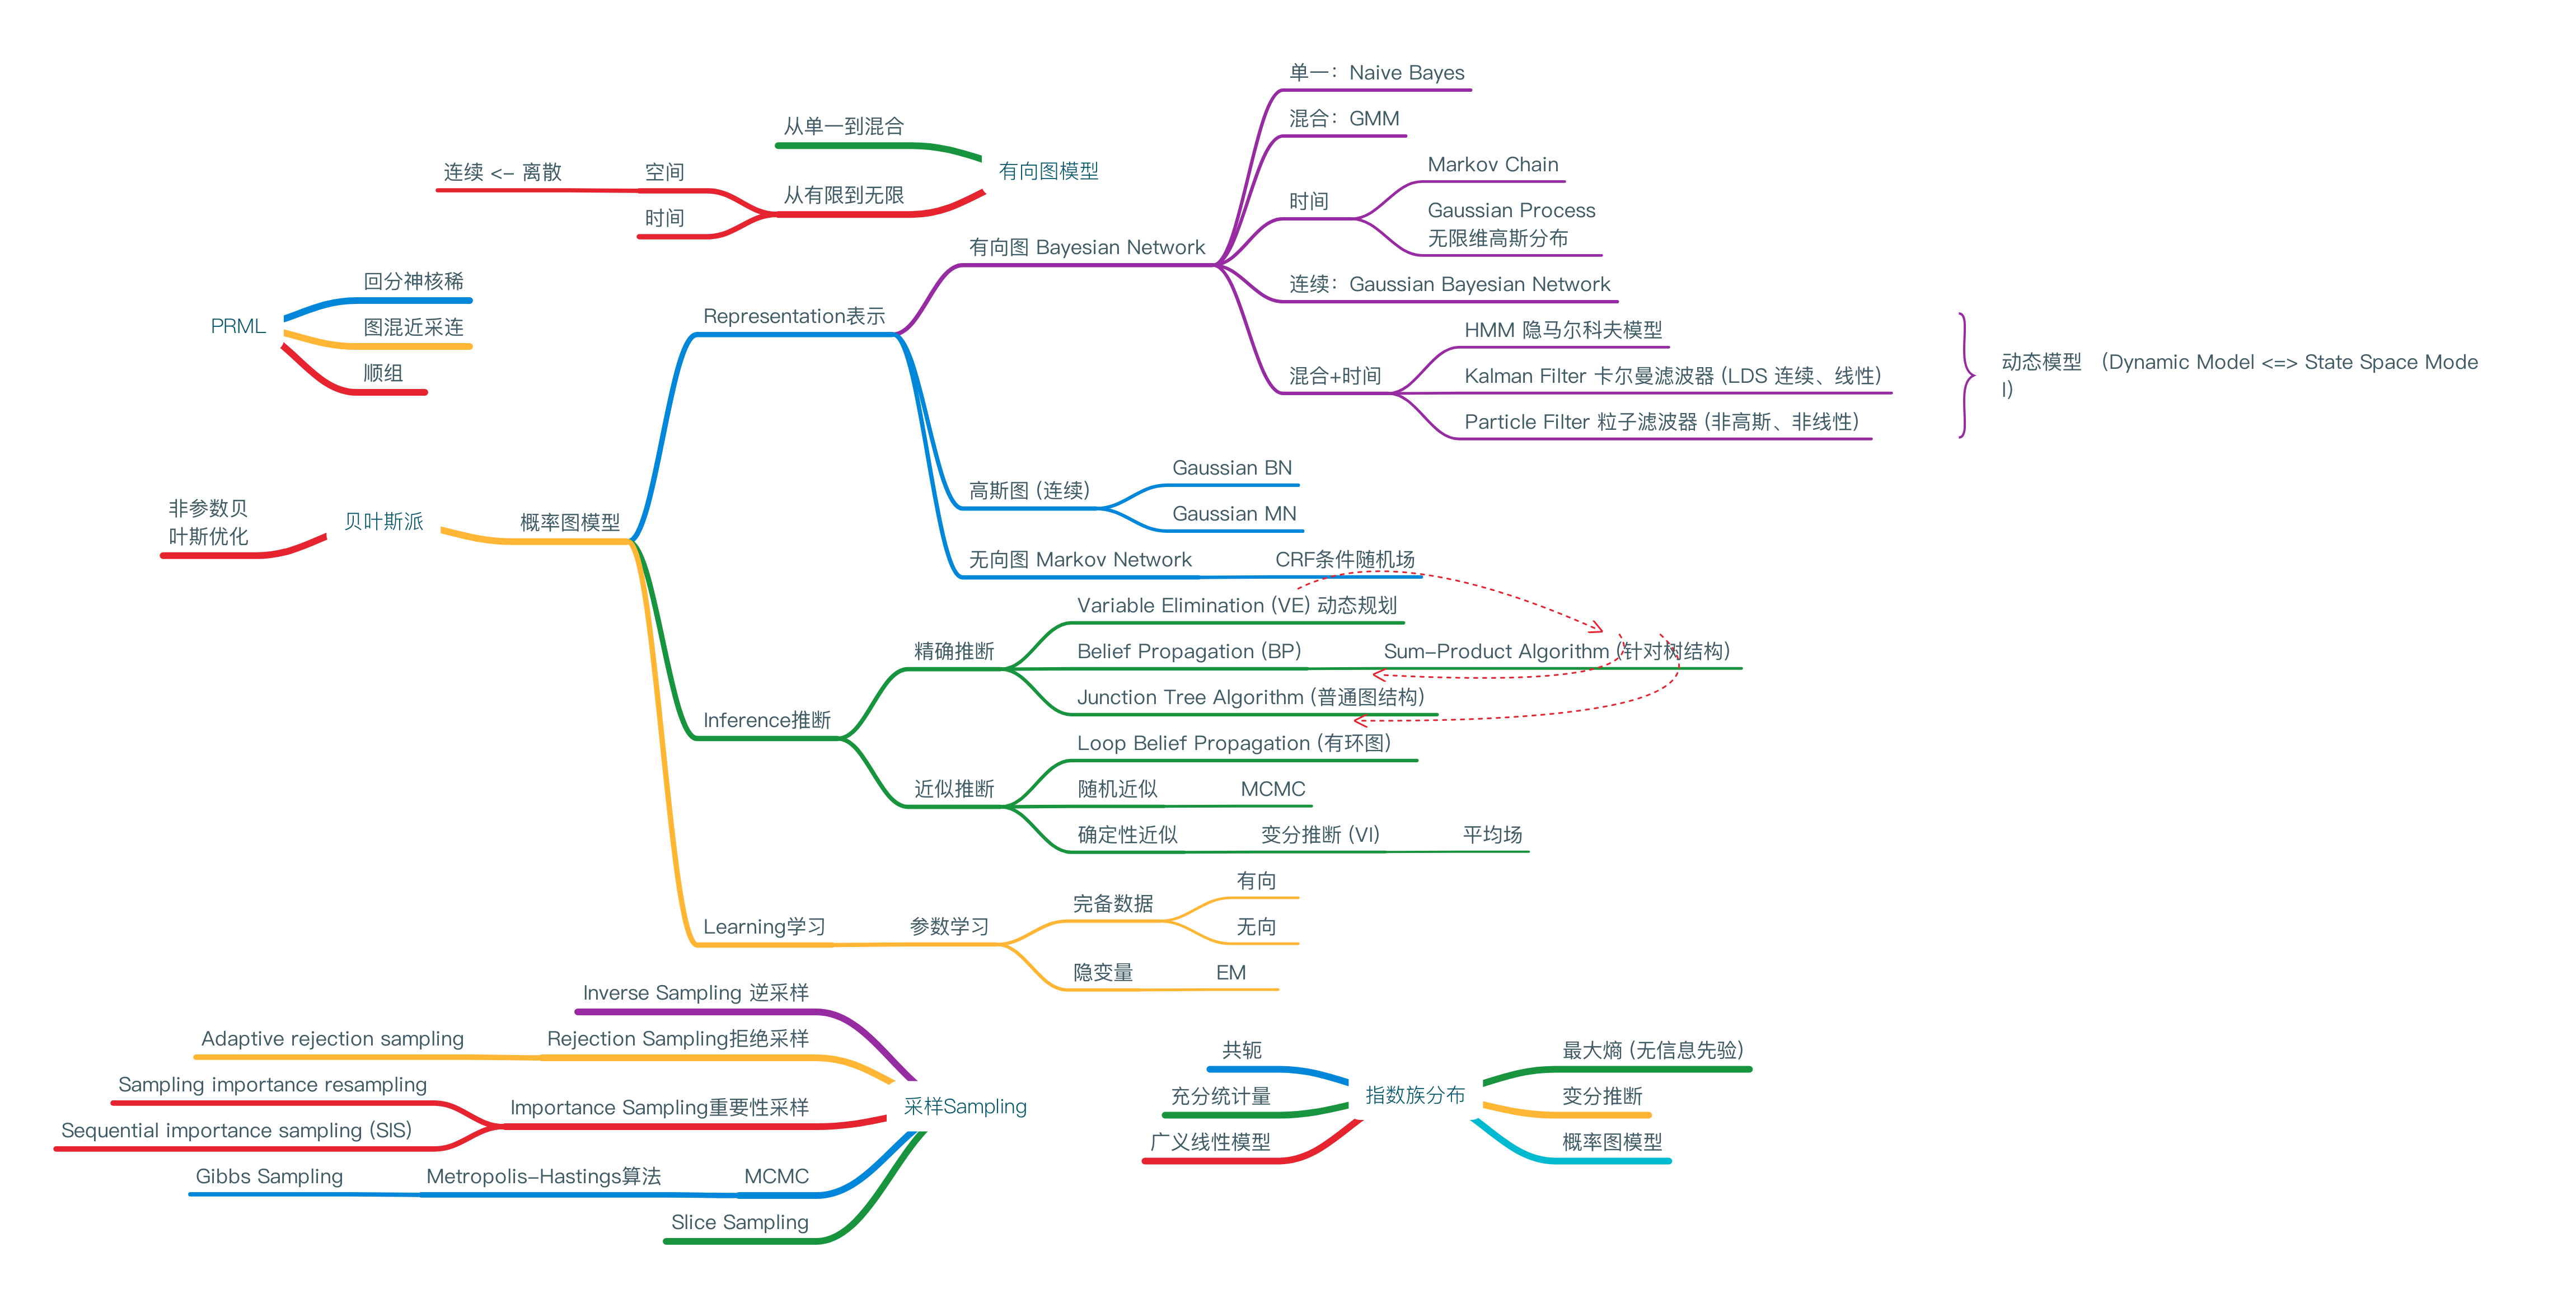 单一：Naive Bayes
混合：GMM
从单一到混合
Markov Chain
有向图模型
连续 <- 离散
空间
从有限到无限
时间
时间
Gaussian Process
无限维高斯分布
有向图 Bayesian Network
连续：Gaussian Bayesian Network
回分神核稀
PRML
图混近采连
顺组
Representation表示
HMM 隐马尔科夫模型
混合+时间
Kalman Filter 卡尔曼滤波器 (LDS 连续、线性)
Particle Filter 粒子滤波器 (非高斯、非线性)
动态模型 （Dynamic Model <=> State Space Mode
l)
Gaussian BN
高斯图 (连续)
Gaussian MN
非参数贝
叶斯优化
贝叶斯派
概率图模型
无向图 Markov Network
CRF条件随机场
Variable Elimination (VE) 动态规划
精确推断
Belief Propagation (BP)
Sum-Product Algorithm (针对树结构)
Junction Tree Algorithm (普通图结构)
Inference推断
Loop Belief Propagation (有环图)
近似推断
随机近似
MCMC
确定性近似
变分推断 (VI)
平均场
有向
完备数据
Learning学习
参数学习
无向
隐变量
EM
Inverse Sampling 逆采样
Adaptive rejection sampling
Rejection Sampling拒绝采样
Sampling importance resampling
Importance Sampling重要性采样
采样Sampling
Sequential importance sampling (SIS)
Gibbs Sampling
Metropolis-Hastings算法
MCMC
Slice Sampling
共轭
最大熵 (无信息先验)
充分统计量
指数族分布
变分推断
广义线性模型
概率图模型